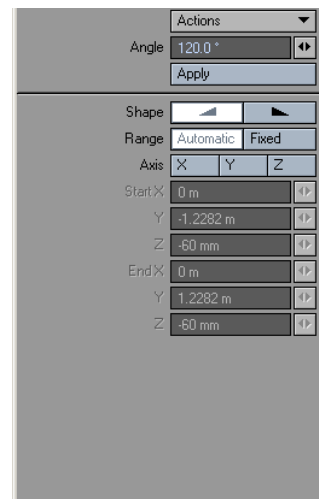 Actions
Angle 120.0 °
Apply
Shape
Range Automatic Fixed
Axis X Y Z
Start X 0 m
Y -1.2282 m
Z -60 mm
End X 0 m
Y 1.2282 m
Z -60 mm